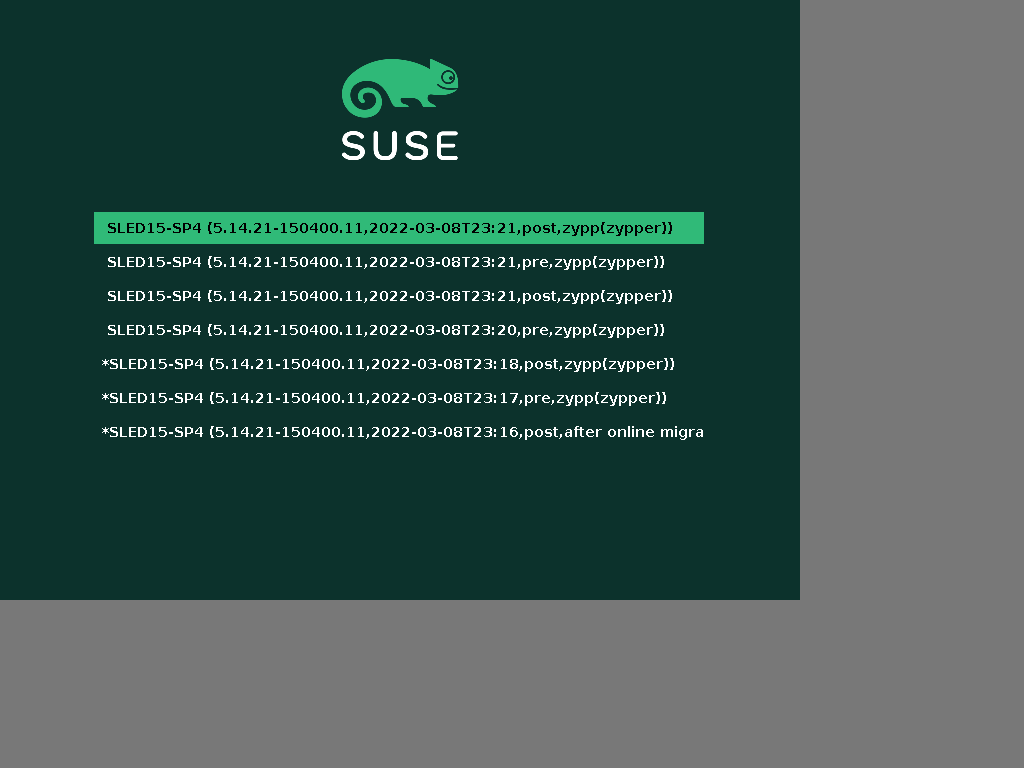 SUSE
SLED15-SP4 (5.14.21-150400.11,2022-03-08T23:21,post,zypp(zypper))
SLED15-SP4 (5.14.21-150400.11,2022-03-08T23:21,pre,zypp(zypper))
SLED15-SP4 (5.14.21-150400.11,2022-03-08T23:21,post,zypp(zypper))
SLED15-SP4 (5.14.21-150400.11,2022-03-08T23:20,pre,zypp(zypper))
*SLED15-SP4 (5.14.21-150400.11,2022-03-08T23:18,post,zypp(zypper))
*SLED15-SP4 (5.14.21-150400.11,2022-03-08T23:17,pre,zypp(zypper))
*SLED15-SP4 (5.14.21-150400.11,2022-03-08T23:16,post,after online migra